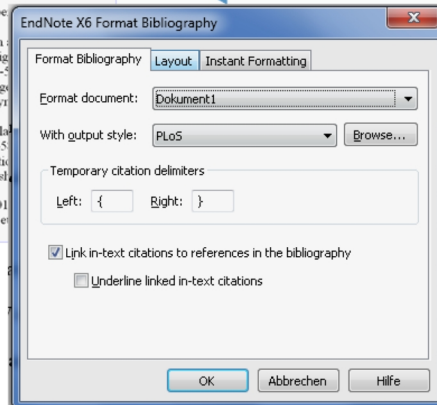 EndNote X6 Format Bibliography
Format Bibliography Layout Instant Formatting
Format document: Dokument1
With output style: PLoS Browse...
Temporary citation delimiters
Left: { Right: }
Link in-text citations to references in the bibliography
Underline linked in-text citations
OK Abbrechen Hilfe